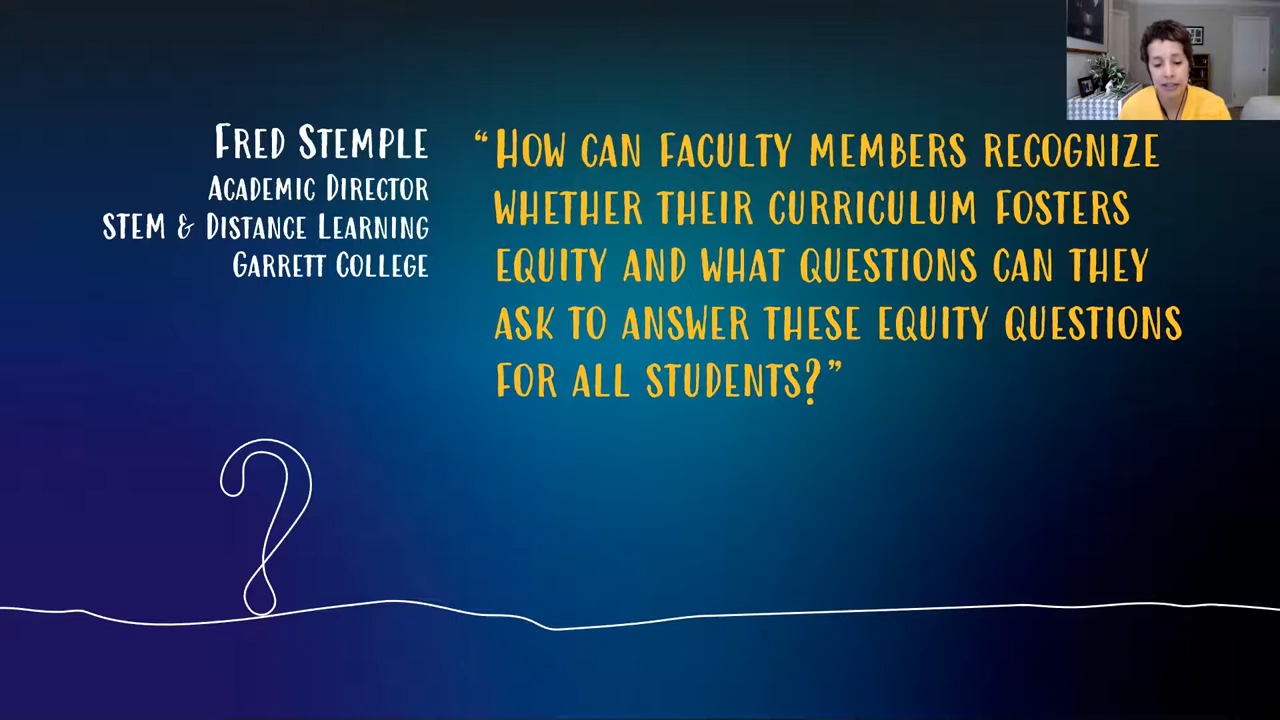 Fred Stemple
Academic Director
STEM & Distance Learning
Garrett College
“How can faculty members recognize
whether their curriculum fosters
equity and what questions can they
ask to answer these equity questions
for all students?”